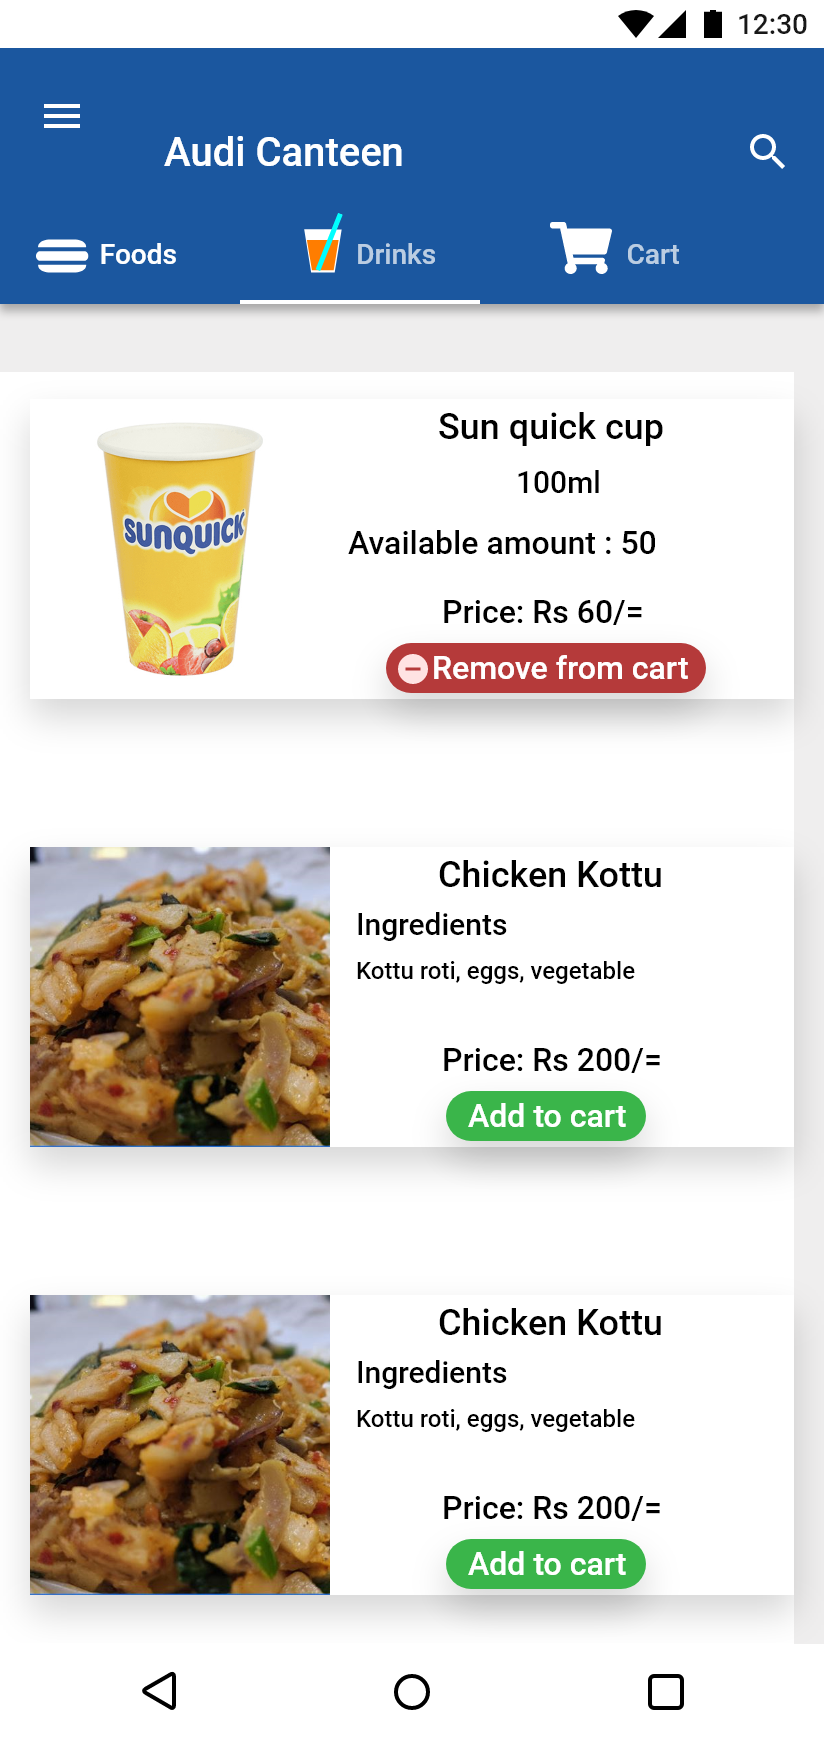 12:30
Audi Canteen
Foods
Drinks
Cart
SUNQUICK
Sun quick cup
100ml
Available amount : 50
Price: Rs 60/=
Remove from cart
Chicken Kottu
Ingredients
Kottu roti, eggs, vegetable
Price: Rs 200/=
Add to cart
Chicken Kottu
Ingredients
Kottu roti, eggs, vegetable
Price: Rs 200/=
Add to cart